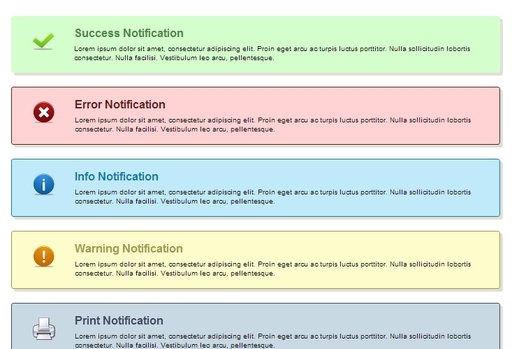 Success Notification
Lorem ipsum dolor sit amet, consectetur adipiscing elit. Proin eget arcu ac turpis luctus porttitor. Nulla sollicitudin lobortis
consectetur. Nulla facilisi. Vestibulum leo arcu, pellentesque.
Error Notification
Lorem ipsum dolor sit amet, consectetur adipiscing elit. Proin eget arcu ac turpis luctus porttitor. Nulla sollicitudin lobortis
consectetur. Nulla facilisi. Vestibulum leo arcu, pellentesque.
Info Notification
Lorem ipsum dolor sit amet, consectetur adipiscing elit. Proin eget arcu ac turpis luctus porttitor. Nulla sollicitudin lobortis
consectetur. Nulla facilisi. Vestibulum leo arcu, pellentesque.
Warning Notification
Lorem ipsum dolor sit amet, consectetur adipiscing elit. Proin eget arcu ac turpis luctus porttitor. Nulla sollicitudin lobortis
consectetur. Nulla facilisi. Vestibulum leo arcu, pellentesque.
Print Notification
Lorem ipsum dolor sit amet, consectetur adipiscing elit. Proin eget arcu ac turpis luctus porttitor. Nulla sollicitudin lobortis
consectetur. Nulla facilisi. Vestibulum leo arcu, pellentesque.